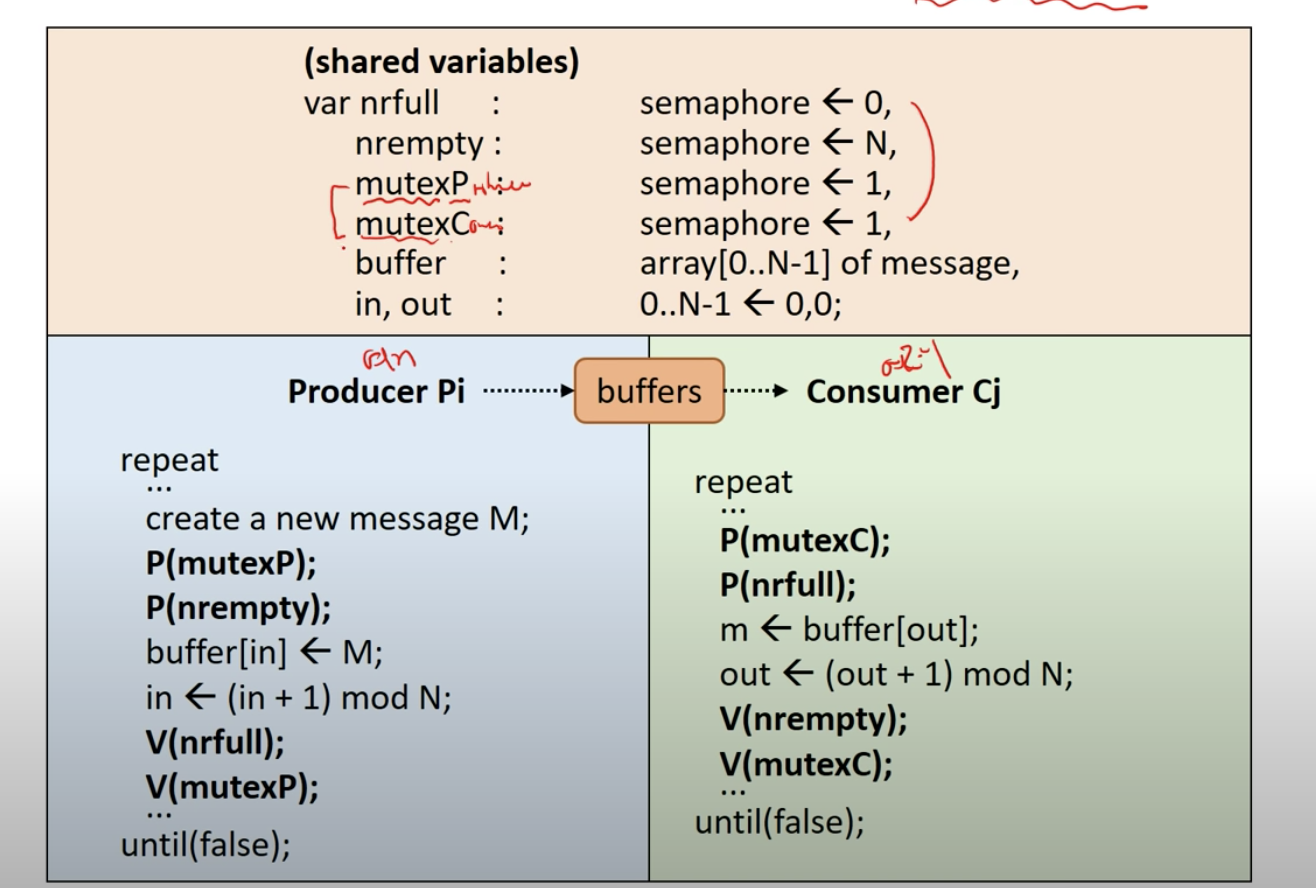 (shared variables)
var nrfull : semaphore ← 0,
nrempty : semaphore ← N,
mutexP : semaphore ← 1,
mutexC : semaphore ← 1,
buffer : array[0..N-1] of message,
in, out : 0..N-1 ← 0,0;
Producer Pi
buffers
Consumer Cj
repeat
...
create a new message M;
P(mutexP);
P(nrempty);
buffer[in] ← M;
in ← (in + 1) mod N;
V(nrfull);
V(mutexP);
...
until(false);
repeat
...
P(mutexC);
P(nrfull);
m ← buffer[out];
out ← (out + 1) mod N;
V(nrempty);
V(mutexC);
...
until(false);